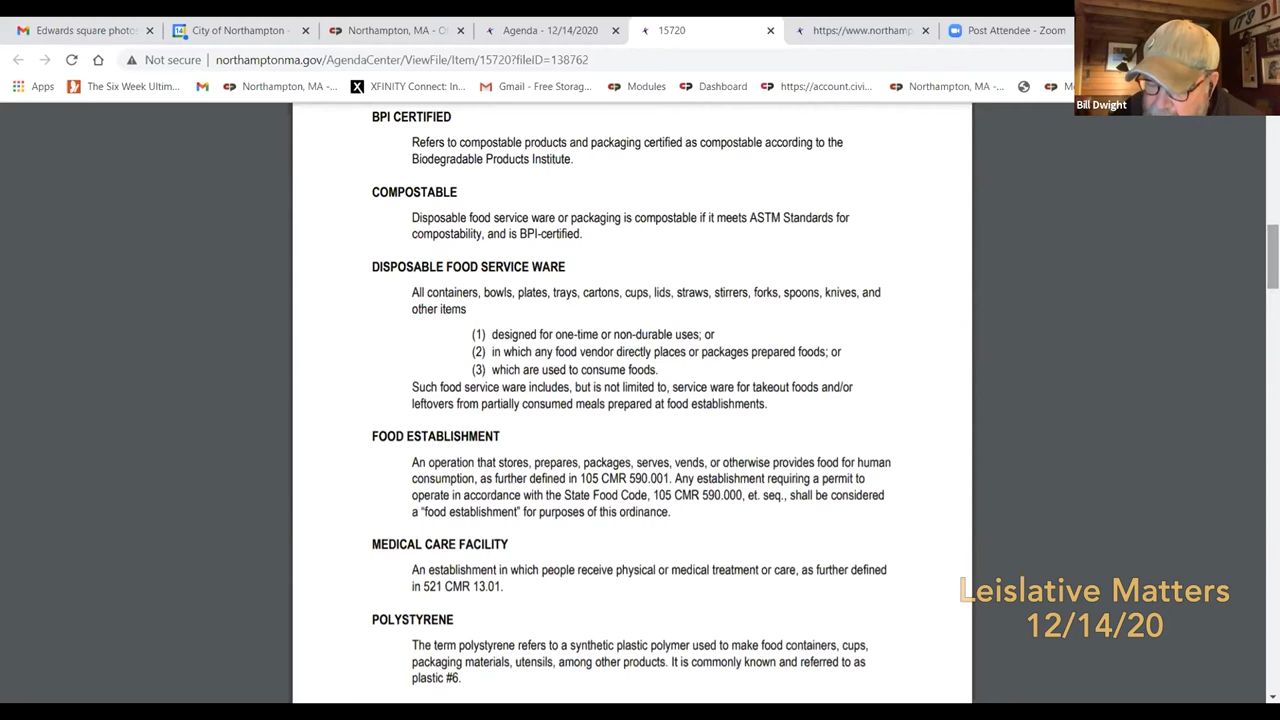 Edwards square photos
City of Northampton -
Northampton, MA - O
Agenda - 12/14/2020
15720
https://www.northamp
Post Attendee - Zoom
Not secure
northamptonma.gov/AgendaCenter/ViewFile/Item/15720?fileID=138762
Apps
The Six Week Ultim...
Northampton, MA -...
XFINITY Connect: In...
Gmail - Free Storag...
Modules
Dashboard
https://account.civi...
Northampton, MA –...
M
IT'S DI
Bill Dwight
BPI CERTIFIED
Refers to compostable products and packaging certified as compostable according to the
Biodegradable Products Institute.
COMPOSTABLE
Disposable food service ware or packaging is compostable if it meets ASTM Standards for
compostability, and is BPI-certified.
DISPOSABLE FOOD SERVICE WARE
All containers, bowls, plates, trays, cartons, cups, lids, straws, stirrers, forks, spoons, knives, and
other items
(1) designed for one-time or non-durable uses; or
(2) in which any food vendor directly places or packages prepared foods; or
(3) which are used to consume foods.
Such food service ware includes, but is not limited to, service ware for takeout foods and/or
leftovers from partially consumed meals prepared at food establishments.
FOOD ESTABLISHMENT
An operation that stores, prepares, packages, serves, vends, or otherwise provides food for human
consumption, as further defined in 105 CMR 590.001. Any establishment requiring a permit to
operate in accordance with the State Food Code, 105 CMR 590.000, et. seq., shall be considered
a “food establishment” for purposes of this ordinance.
MEDICAL CARE FACILITY
An establishment in which people receive physical or medical treatment or care, as further defined
in 521 CMR 13.01.
POLYSTYRENE
The term polystyrene refers to a synthetic plastic polymer used to make food containers, cups,
packaging materials, utensils, among other products. It is commonly known and referred to as
plastic #6.
Leislative Matters
12/14/20